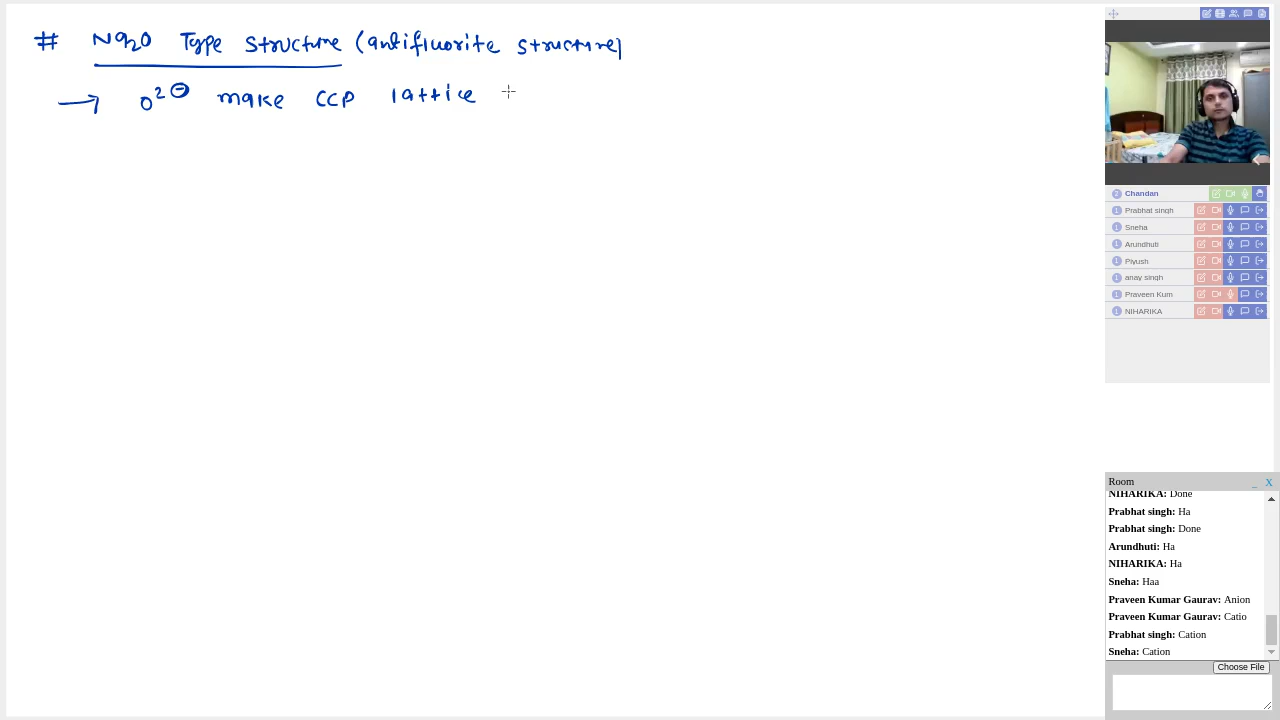 # Na2O Type Structure (antifluorite structure)
→ O2⊖ make CCP lattice
Chandan
Prabhat singh
Sneha
Arundhuti
Piyush
anay singh
Praveen Kum
NIHARIKA
Room _ X
NIHARIKA: Done
Prabhat singh: Ha
Prabhat singh: Done
Arundhuti: Ha
NIHARIKA: Ha
Sneha: Haa
Praveen Kumar Gaurav: Anion
Praveen Kumar Gaurav: Catio
Prabhat singh: Cation
Sneha: Cation
Choose File